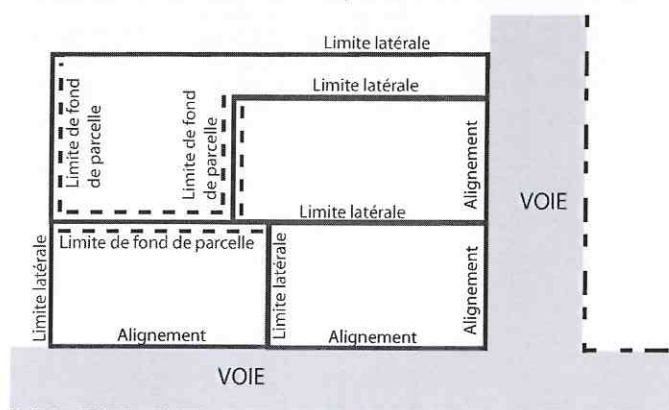 Limite latérale
Limite latérale
Limite de fond
de parcelle
Limite de fond
de parcelle
Alignement
VOIE
Limite latérale
Limite latérale
Limite de fond de parcelle
Limite latérale
Alignement
Alignement
Alignement
VOIE